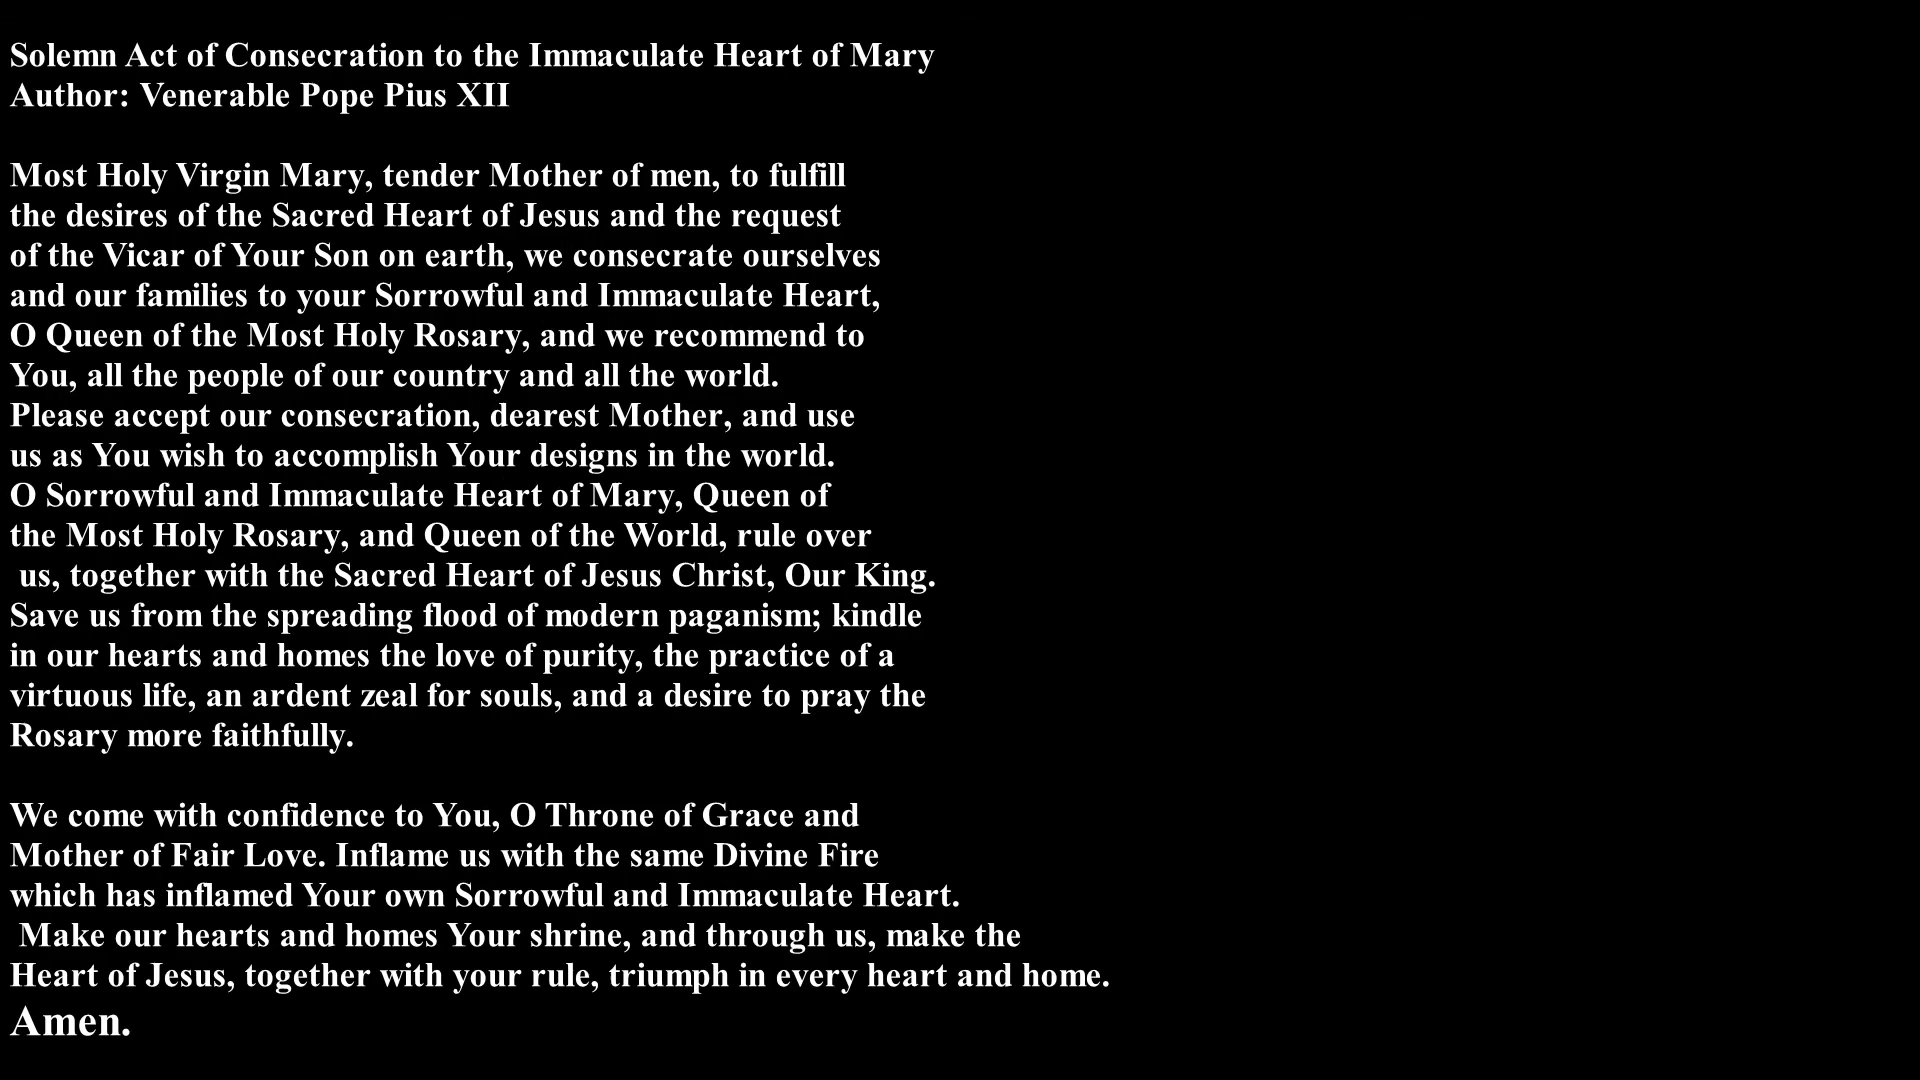 Solemn Act of Consecration to the Immaculate Heart of Mary
Author: Venerable Pope Pius XII
Most Holy Virgin Mary, tender Mother of men, to fulfill
the desires of the Sacred Heart of Jesus and the request
of the Vicar of Your Son on earth, we consecrate ourselves
and our families to your Sorrowful and Immaculate Heart,
O Queen of the Most Holy Rosary, and we recommend to
You, all the people of our country and all the world.
Please accept our consecration, dearest Mother, and use
us as You wish to accomplish Your designs in the world.
O Sorrowful and Immaculate Heart of Mary, Queen of
the Most Holy Rosary, and Queen of the World, rule over
us, together with the Sacred Heart of Jesus Christ, Our King.
Save us from the spreading flood of modern paganism; kindle
in our hearts and homes the love of purity, the practice of a
virtuous life, an ardent zeal for souls, and a desire to pray the
Rosary more faithfully.
We come with confidence to You, O Throne of Grace and
Mother of Fair Love. Inflame us with the same Divine Fire
which has inflamed Your own Sorrowful and Immaculate Heart.
Make our hearts and homes Your shrine, and through us, make the
Heart of Jesus, together with your rule, triumph in every heart and home.
Amen.